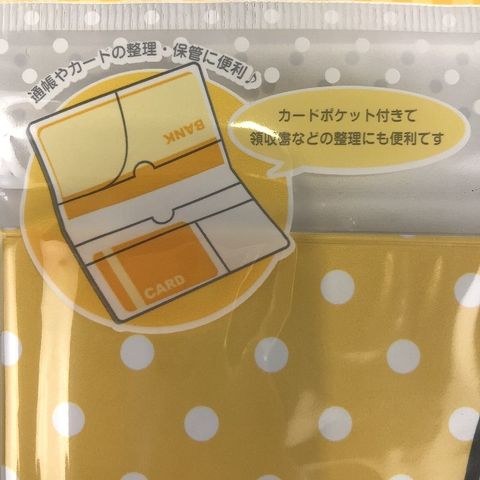 通帳やカードの整理・保管に便利♪
カードポケット付きで
領収書などの整理にも便利です
BANK
CARD